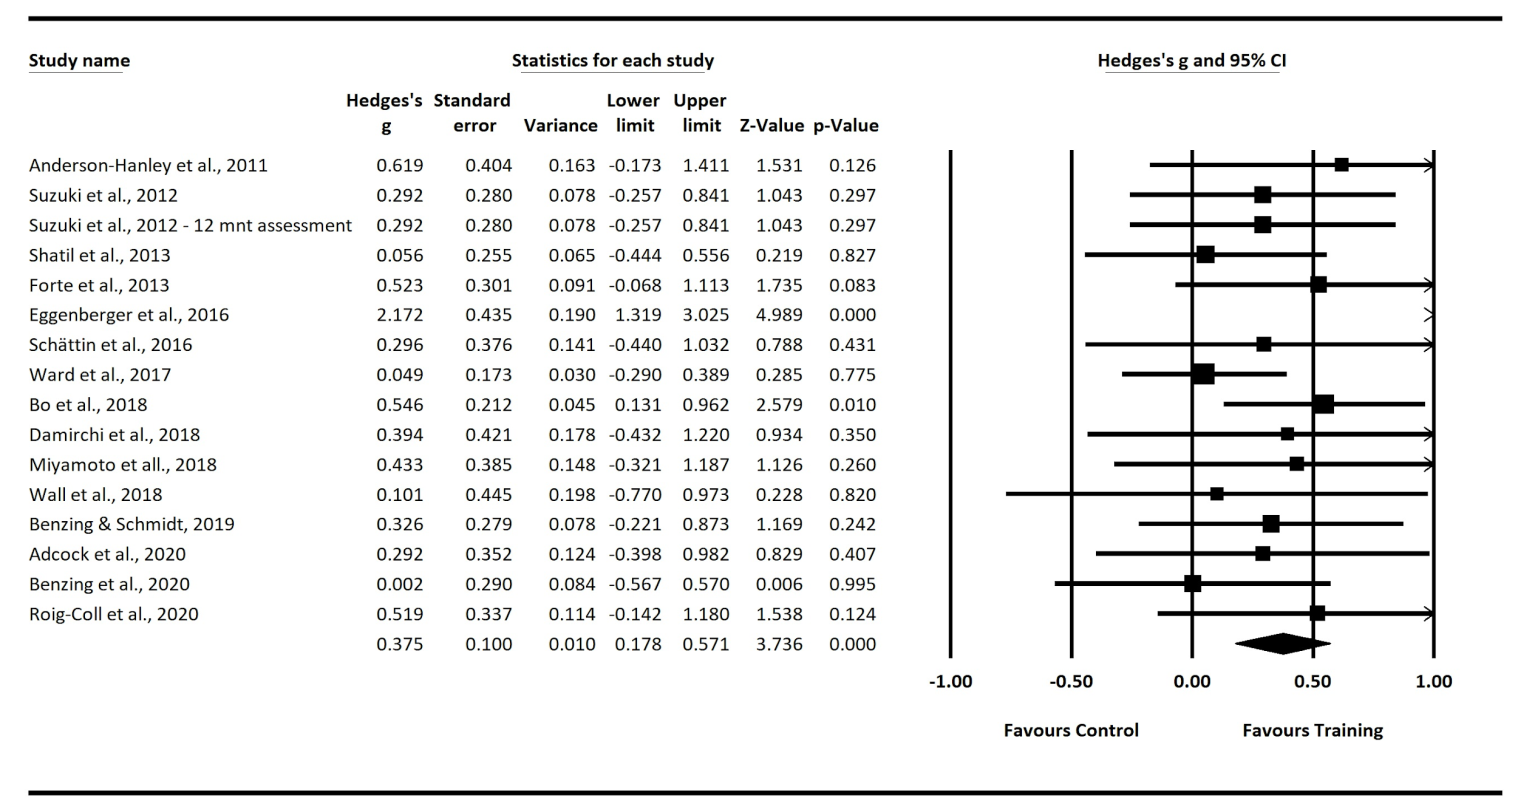 Study name Statistics for each study Hedges's g and 95% CI
Hedges's Standard Lower Upper
g error Variance limit limit Z-Value p-Value
Anderson-Hanley et al., 2011 0.619 0.404 0.163 -0.173 1.411 1.531 0.126
Suzuki et al., 2012 0.292 0.280 0.078 -0.257 0.841 1.043 0.297
Suzuki et al., 2012 - 12 mnt assessment 0.292 0.280 0.078 -0.257 0.841 1.043 0.297
Shatil et al., 2013 0.056 0.255 0.065 -0.444 0.556 0.219 0.827
Forte et al., 2013 0.523 0.301 0.091 -0.068 1.113 1.735 0.083
Eggenberger et al., 2016 2.172 0.435 0.190 1.319 3.025 4.989 0.000
Schättin et al., 2016 0.296 0.376 0.141 -0.440 1.032 0.788 0.431
Ward et al., 2017 0.049 0.173 0.030 -0.290 0.389 0.285 0.775
Bo et al., 2018 0.546 0.212 0.045 0.131 0.962 2.579 0.010
Damirchi et al., 2018 0.394 0.421 0.178 -0.432 1.220 0.934 0.350
Miyamoto et all., 2018 0.433 0.385 0.148 -0.321 1.187 1.126 0.260
Wall et al., 2018 0.101 0.445 0.198 -0.770 0.973 0.228 0.820
Benzing & Schmidt, 2019 0.326 0.279 0.078 -0.221 0.873 1.169 0.242
Adcock et al., 2020 0.292 0.352 0.124 -0.398 0.982 0.829 0.407
Benzing et al., 2020 0.002 0.290 0.084 -0.567 0.570 0.006 0.995
Roig-Coll et al., 2020 0.519 0.337 0.114 -0.142 1.180 1.538 0.124
0.375 0.100 0.010 0.178 0.571 3.736 0.000
-1.00 -0.50 0.00 0.50 1.00
Favours Control Favours Training